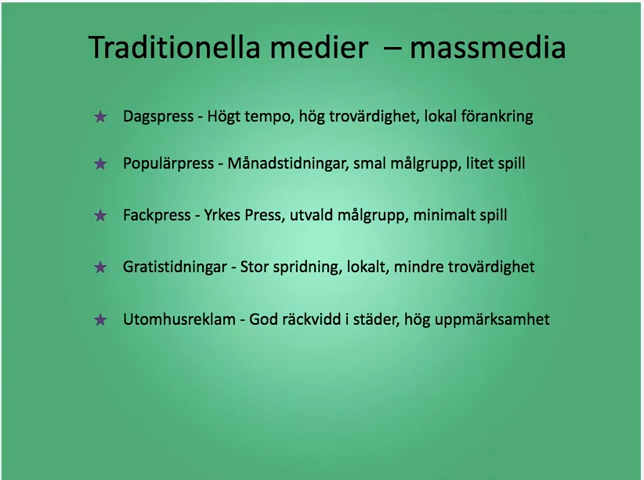 Traditionella medier – massmedia
Dagspress - Högt tempo, hög trovärdighet, lokal förankring
Populärpress - Månadstidningar, smal målgrupp, litet spill
Fackpress - Yrkes Press, utvald målgrupp, minimalt spill
Gratistidningar - Stor spridning, lokalt, mindre trovärdighet
Utomhusreklam - God räckvidd i städer, hög uppmärksamhet